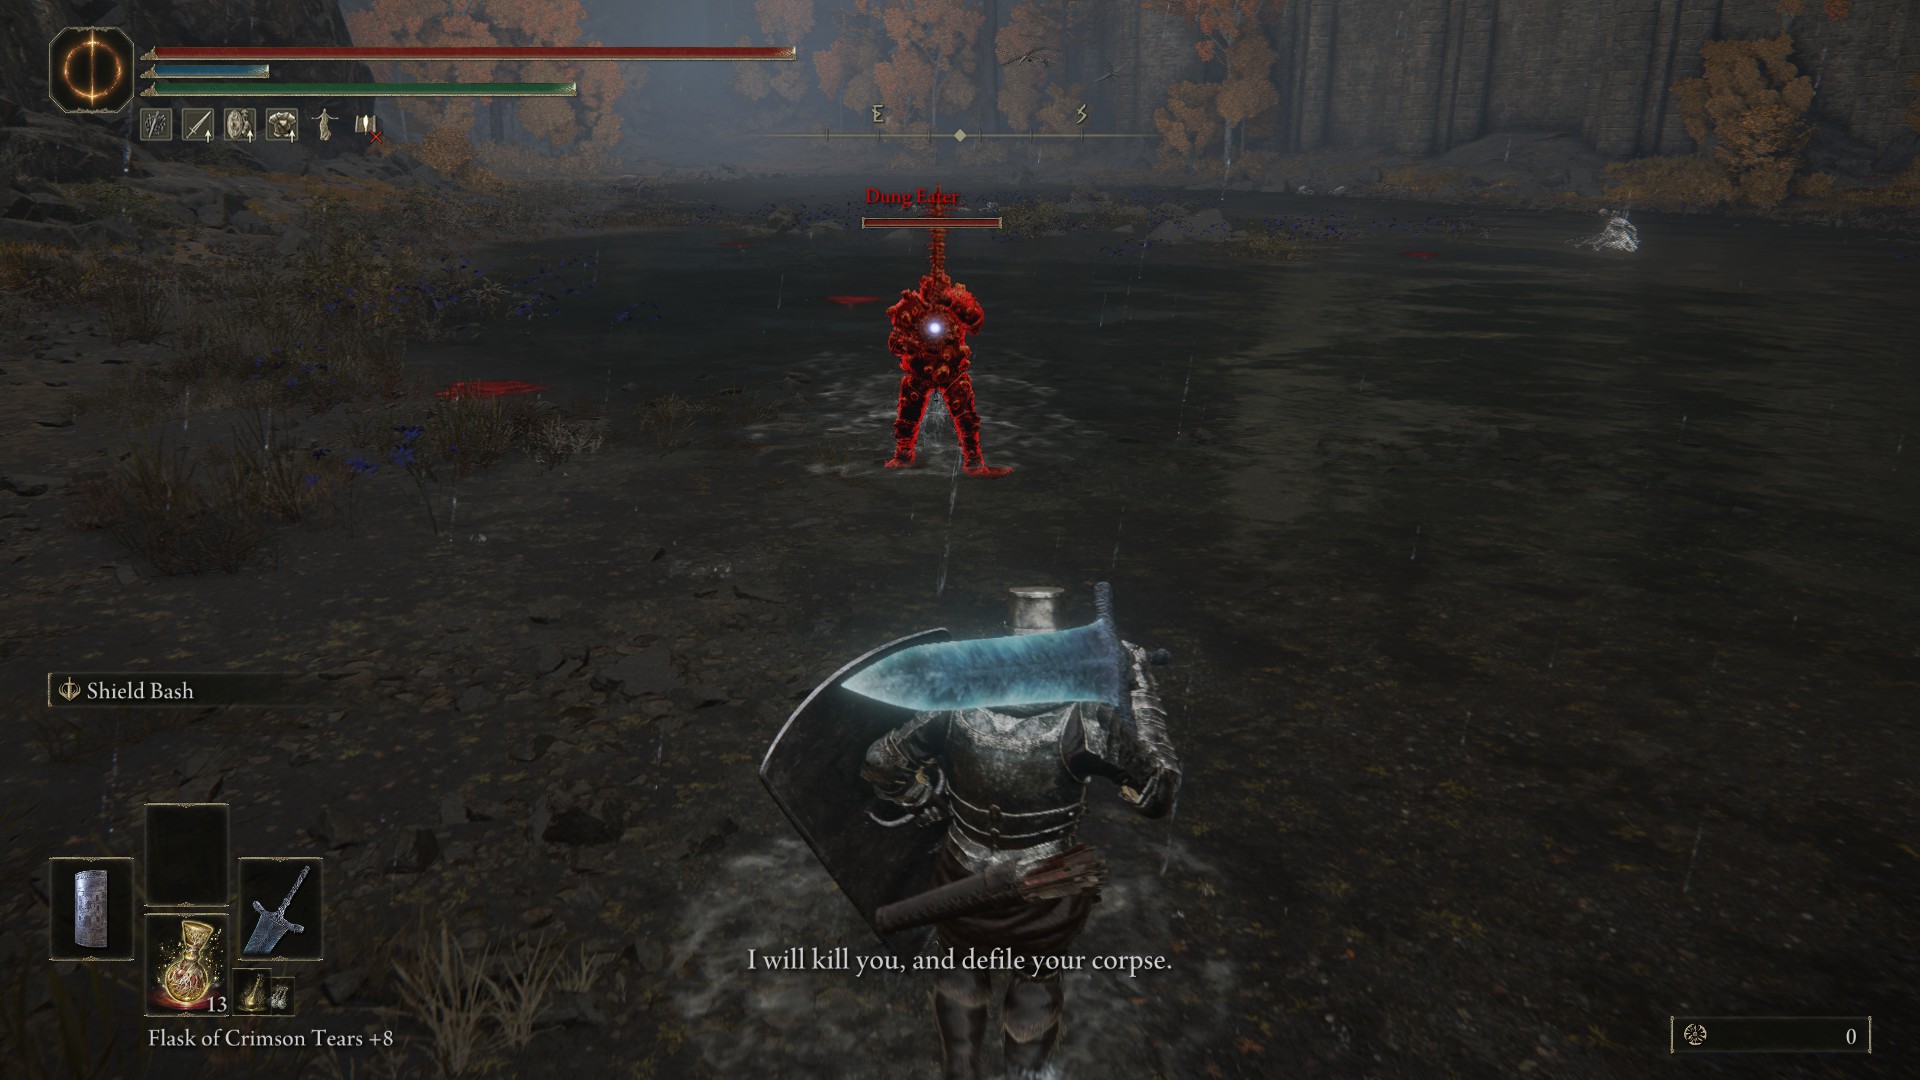 E
S
Dung Eater
Shield Bash
I will kill you, and defile your corpse.
13
Flask of Crimson Tears +8
0